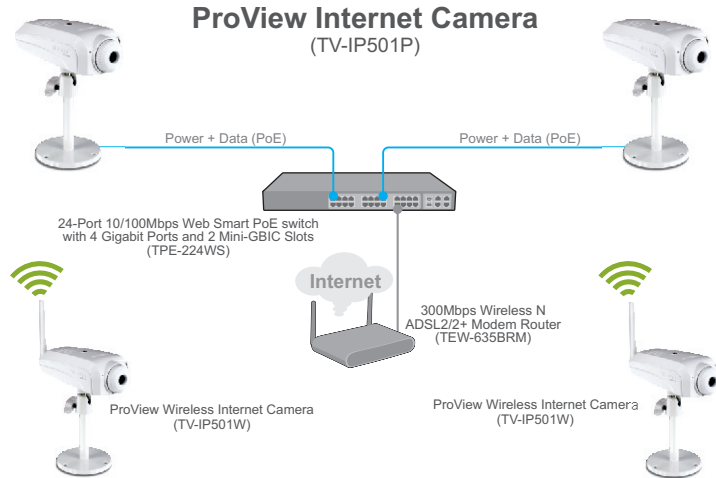 ProView Internet Camera
(TV-IP501P)
Power + Data (PoE)
Power + Data (PoE)
24-Port 10/100Mbps Web Smart PoE switch
with 4 Gigabit Ports and 2 Mini-GBIC Slots
(TPE-224WS)
Internet
300Mbps Wireless N
ADSL2/2+ Modem Router
(TEW-635BRM)
ProView Wireless Internet Camera
(TV-IP501W)
ProView Wireless Internet Camera
(TV-IP501W)